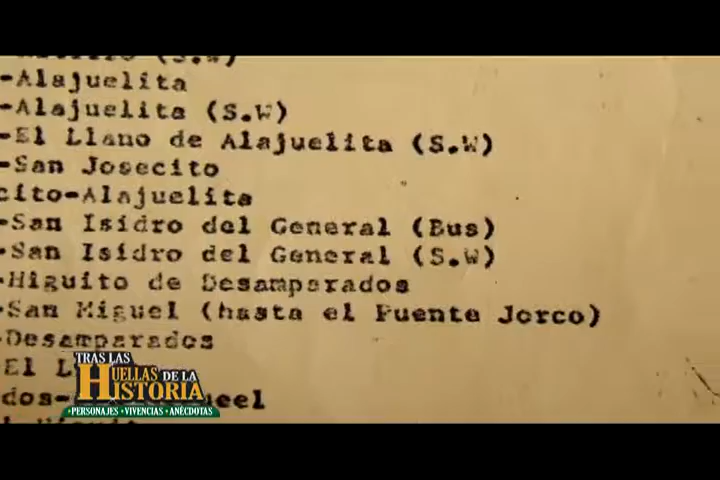 (S.W)
-Alajuelita
-Alajuelita (S.W)
-El Llano de Alajuelita (S.W)
-San Josecito
cito-Alajuelita
-San Isidro del General (Bus)
-San Isidro del General (S.W)
-Higuito de Desamparados
-San Miguel (hasta el Puente Jorco)
-Desamparados
El
dos-
TRAS LAS
HUELLAS DE LA
HISTORIA
•PERSONAJES •VIVENCIAS •ANÉCDOTAS